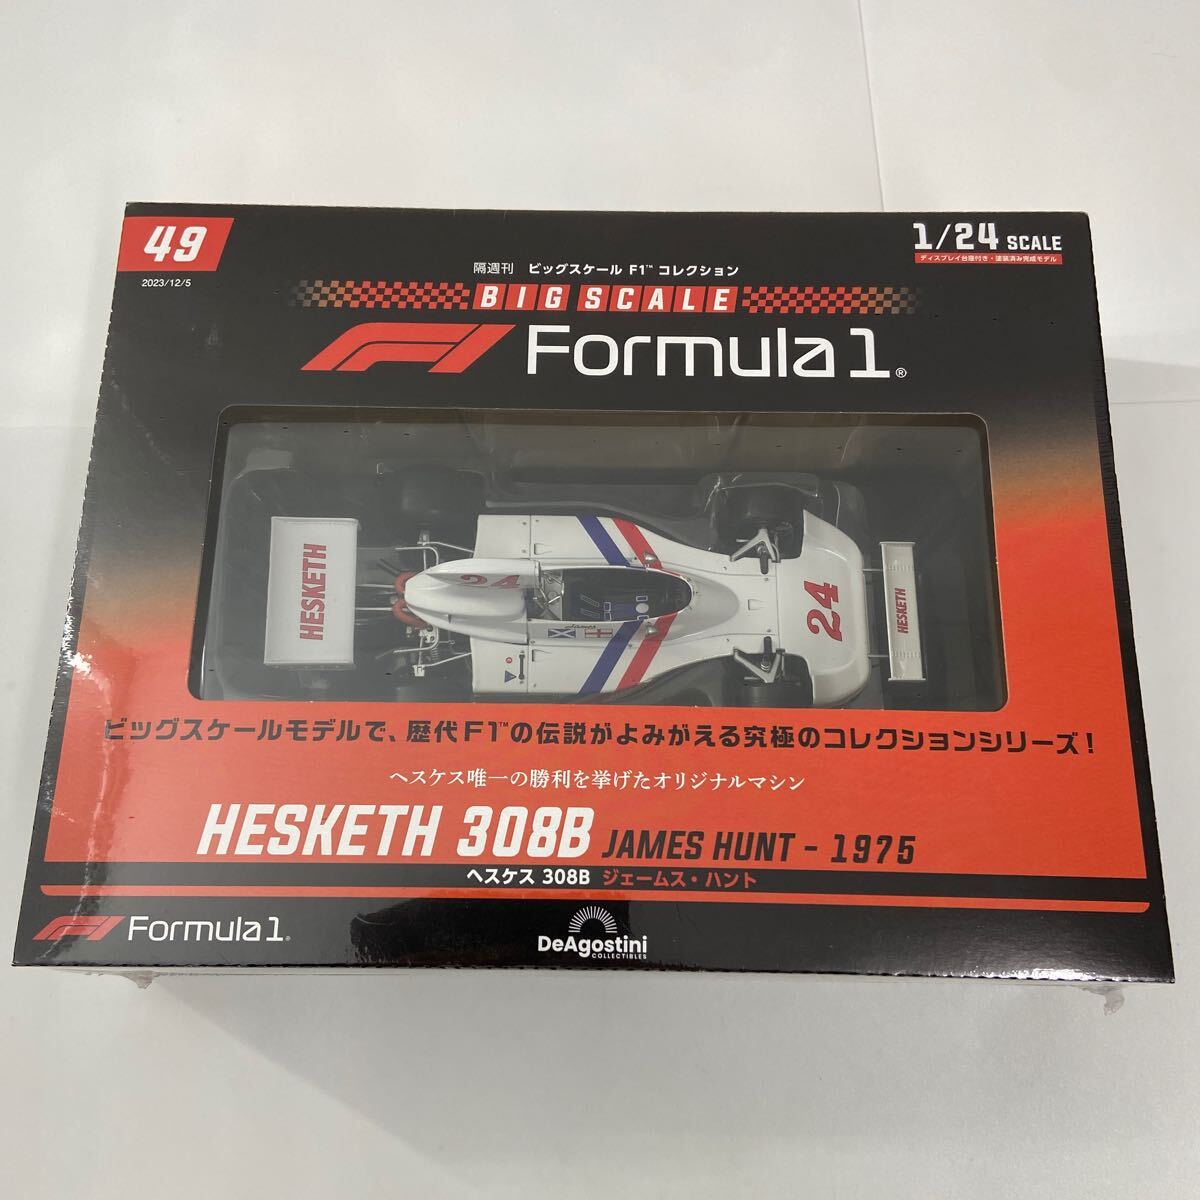 49
2023/12/5
1/24 SCALE
ディスプレイ台座付き・塗装済み完成モデル
隔週刊 ビッグスケール F1™ コレクション
BIG SCALE
F1 Formula 1®
HESKETH
24
James
24
HESKETH
ビッグスケールモデルで、歴代F1™の伝説がよみがえる究極のコレクションシリーズ!
ヘスケス唯一の勝利を挙げたオリジナルマシン
HESKETH 308B JAMES HUNT - 1975
ヘスケス 308B ジェームス・ハント
F1 Formula 1®
DeAgostini
COLLECTIBLES